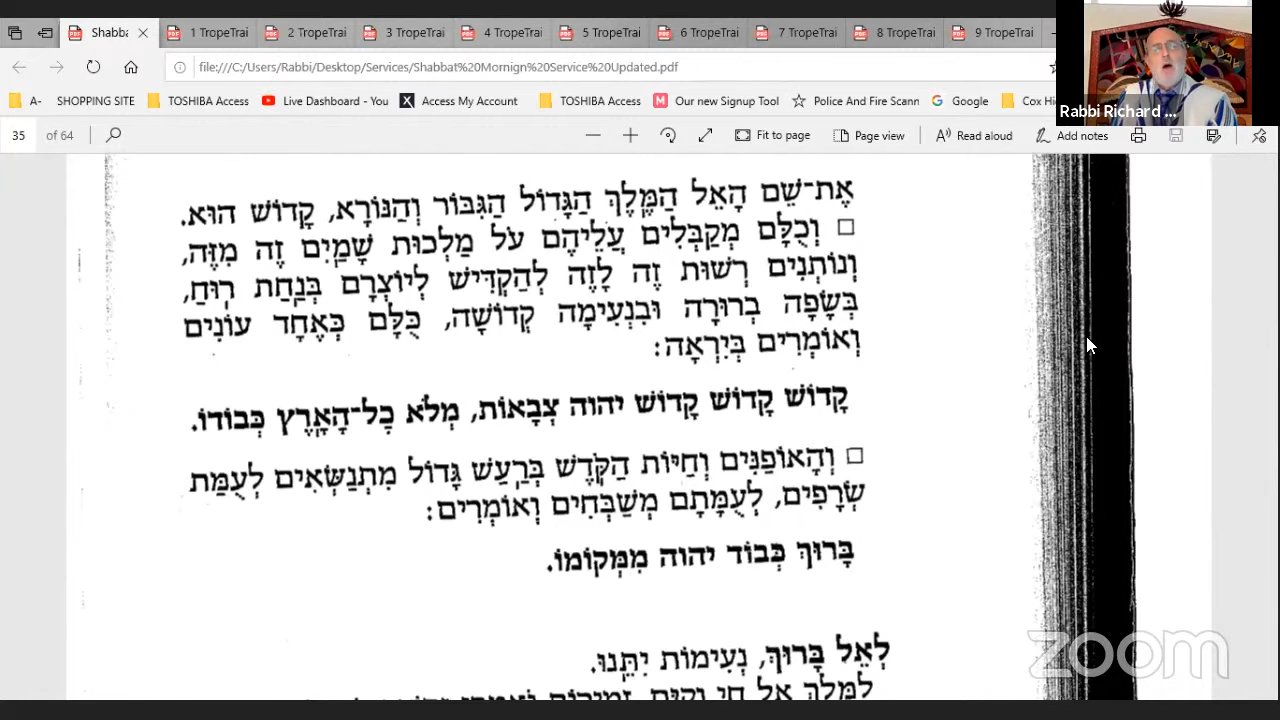 Shabba
1 TropeTrai
2 TropeTrai
3 TropeTrai
4 TropeTrai
5 TropeTrai
6 TropeTrai
7 TropeTrai
8 TropeTrai
9 TropeTrai
file:///C:/Users/Rabbi/Desktop/Services/Shabbat%20Mornign%20Service%20Updated.pdf
A- SHOPPING SITE
TOSHIBA Access
Live Dashboard - You
Access My Account
TOSHIBA Access
Our new Signup Tool
Police And Fire Scann
Google
Cox Hi
Rabbi Richard ...
35 of 64
Fit to page
Page view
Read aloud
Add notes
אֶת־שֵׁם הָאֵל הַמֶּֽלֶךְ הַגָּדוֹל הַגִּבּוֹר וְהַנּוֹרָא, קָדוֹשׁ הוּא.
□ וְכֻלָּם מְקַבְּלִים עֲלֵיהֶם עֹל מַלְכוּת שָׁמַֽיִם זֶה מִזֶּה,
וְנוֹתְנִים רְשׁוּת זֶה לָזֶה לְהַקְדִּישׁ לְיוֹצְרָם בְּנַֽחַת רֽוּחַ,
בְּשָׂפָה בְרוּרָה וּבִנְעִימָה קְדוֹשָׁה, כֻּלָּם כְּאֶחָד עוֹנִים
וְאוֹמְרִים בְּיִרְאָה:
קָדוֹשׁ קָדוֹשׁ קָדוֹשׁ יהוה צְבָאוֹת, מְלֹא כָל־הָאָֽרֶץ כְּבוֹדוֹ.
□ וְהָאוֹפַנִּים וְחַיּוֹת הַקֹּֽדֶשׁ בְּרַֽעַשׁ גָּדוֹל מִתְנַשְּׂאִים לְעֻמַּת
שְׂרָפִים, לְעֻמָּתָם מְשַׁבְּחִים וְאוֹמְרִים:
בָּרוּךְ כְּבוֹד יהוה מִמְּקוֹמוֹ.
לְאֵל בָּרוּךְ, נְעִימוֹת יִתֵּֽנוּ.
לַמֶּֽלֶךְ אֵל חַי וְקַיָּם, זְמִירוֹת
zoom